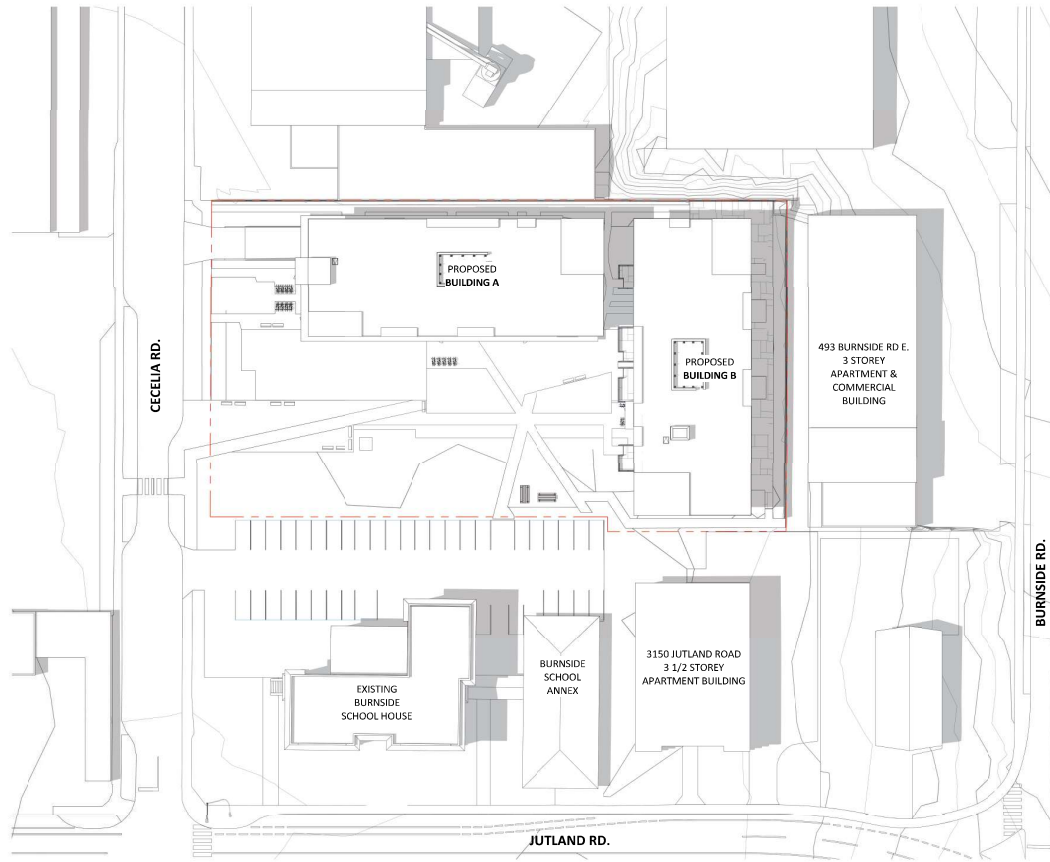 PROPOSED
BUILDING A
PROPOSED
BUILDING B
493 BURNSIDE RD E.
3 STOREY
APARTMENT &
COMMERCIAL
BUILDING
CECELIA RD.
BURNSIDE RD.
3150 JUTLAND ROAD
3 1/2 STOREY
APARTMENT BUILDING
BURNSIDE
SCHOOL
ANNEX
EXISTING
BURNSIDE
SCHOOL HOUSE
JUTLAND RD.